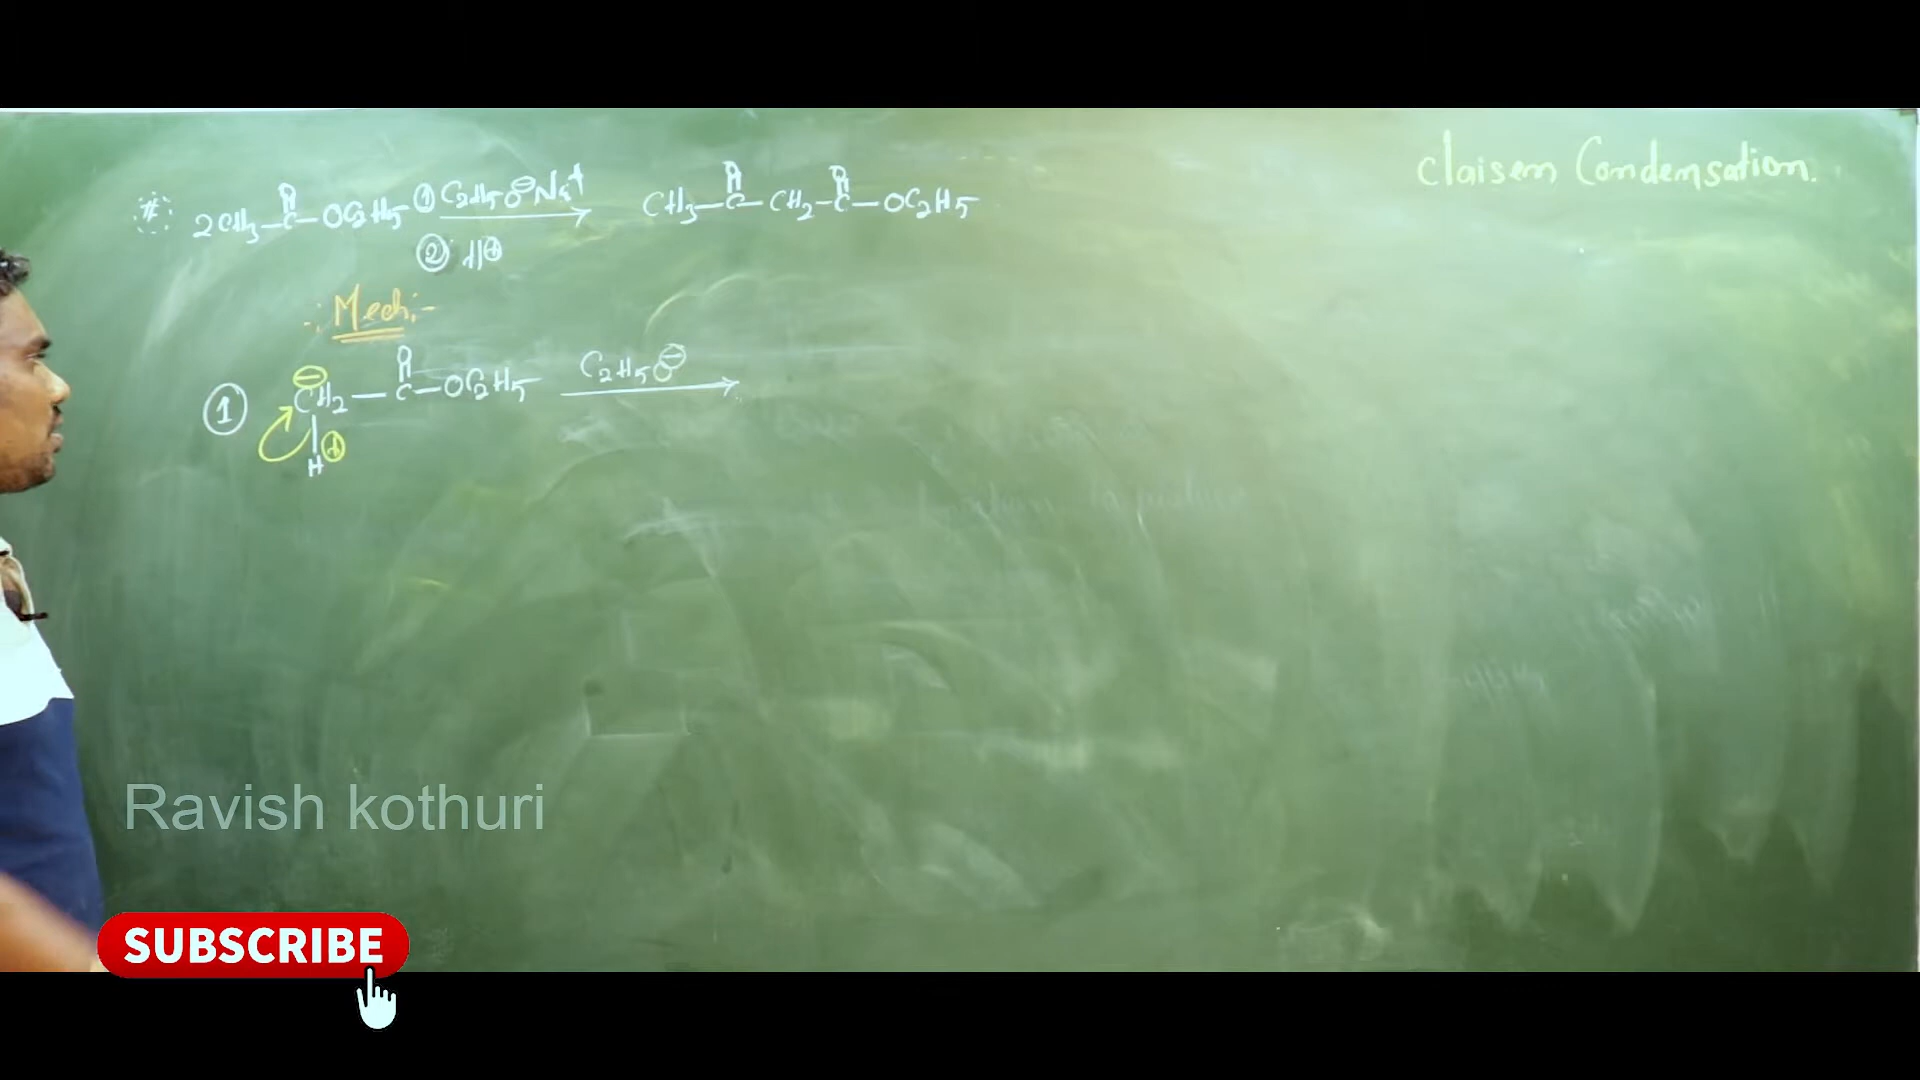 Claisen Condensation.
# 2CH3-C(=O)-OC2H5 ① C2H5O⊖Na+ → CH3-C(=O)-CH2-C(=O)-OC2H5
② H⊕
Mech:-
① ⊖CH2-C(=O)-OC2H5 C2H5O⊖ →
H ⊕
Ravish kothuri
SUBSCRIBE